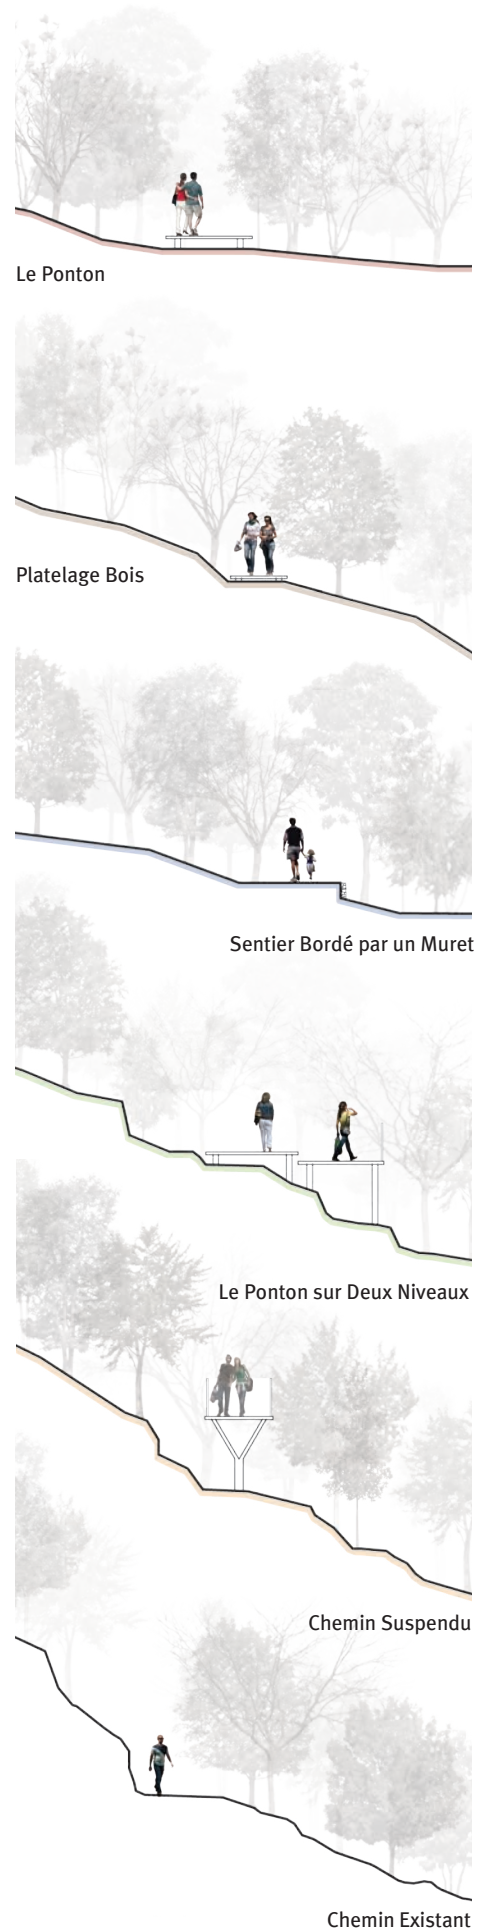 Le Ponton
Platelage Bois
Sentier Bordé par un Muret
Le Ponton sur Deux Niveaux
Chemin Suspendu
Chemin Existant